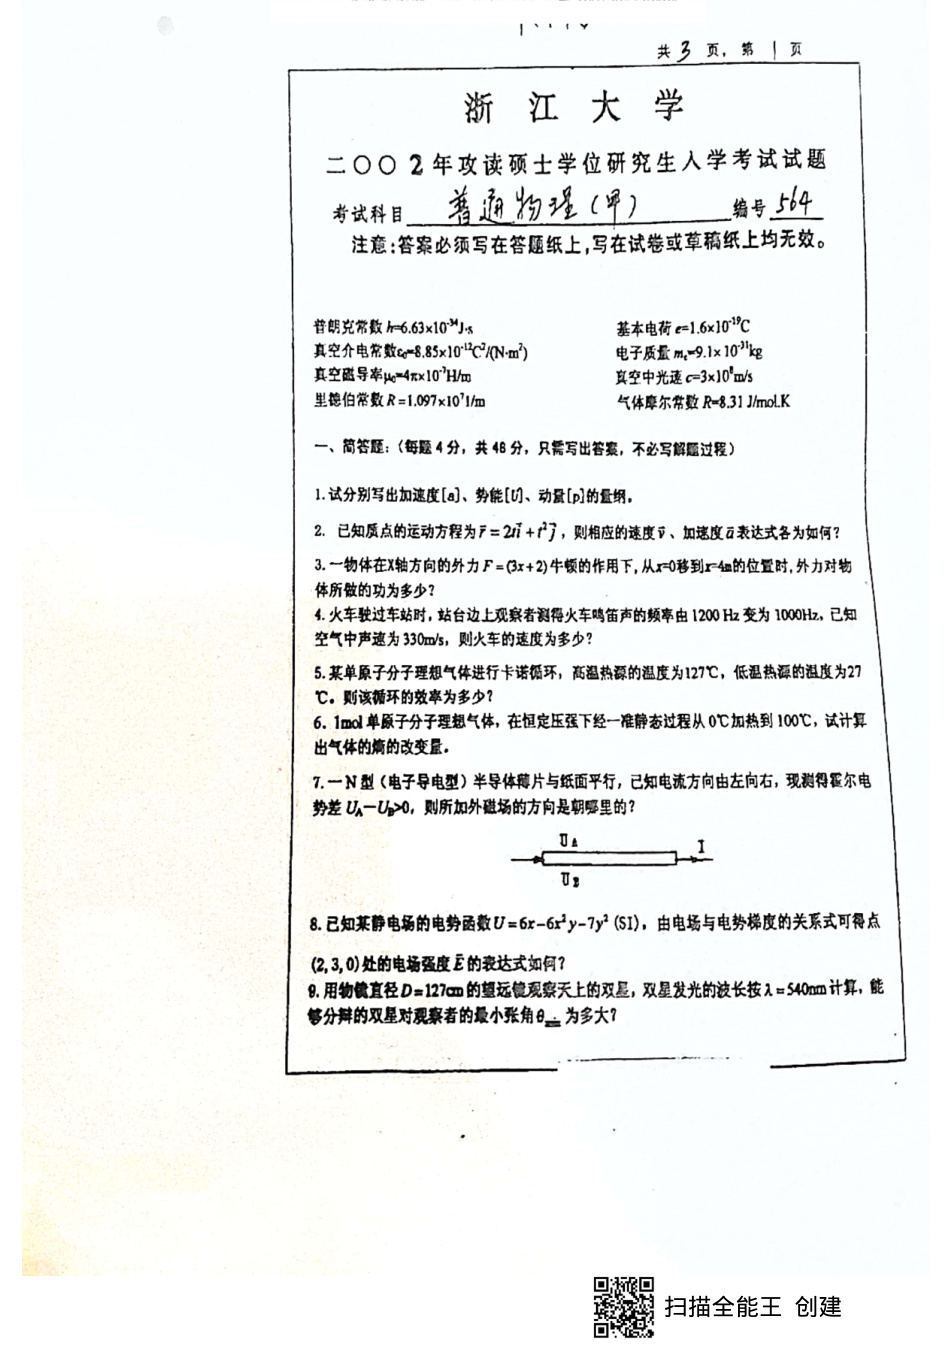 共3页，第1页
浙江大学
二〇〇2年攻读硕士学位研究生入学考试试题
考试科目 普通物理(甲) 编号 564
注意:答案必须写在答题纸上,写在试卷或草稿纸上均无效。
普朗克常数 h=6.63×10⁻³⁴J·s 基本电荷 e=1.6×10⁻¹⁹C
真空介电常数ε₀=8.85×10⁻¹²C²/(N·m²) 电子质量 mₑ=9.1×10⁻³¹kg
真空磁导率μ₀=4π×10⁻⁷H/m 真空中光速 c=3×10⁸m/s
里德伯常数 R=1.097×10⁷1/m 气体摩尔常数 R=8.31 J/mol.K
一、简答题:(每题4分，共48分，只需写出答案，不必写解题过程)
1.试分别写出加速度[a]、势能[U]、动量[p]的量纲。
2. 已知质点的运动方程为r⃗=2ti⃗+t²j⃗，则相应的速度v⃗、加速度a⃗表达式各为如何?
3.一物体在X轴方向的外力F=(3x+2)牛顿的作用下,从x=0移到x=4m的位置时,外力对物
体所做的功为多少?
4.火车驶过车站时，站台边上观察者测得火车鸣笛声的频率由1200 Hz变为1000Hz，已知
空气中声速为330m/s，则火车的速度为多少?
5.某单原子分子理想气体进行卡诺循环，高温热源的温度为127℃，低温热源的温度为27
℃。则该循环的效率为多少?
6. 1mol单原子分子理想气体，在恒定压强下经一准静态过程从0℃加热到100℃，试计算
出气体的熵的改变量。
7.一N型（电子导电型）半导体薄片与纸面平行，已知电流方向由左向右，现测得霍尔电
势差 U_A－U_B>0，则所加外磁场的方向是朝哪里的?
U_A I
U_B
8.已知某静电场的电势函数U=6x-6x²y-7y² (SI)，由电场与电势梯度的关系式可得点
(2,3,0)处的电场强度E⃗的表达式如何?
9.用物镜直径D=127cm的望远镜观察天上的双星，双星发光的波长按λ=540nm计算，能
够分辩的双星对观察者的最小张角θ 为多大?
扫描全能王 创建